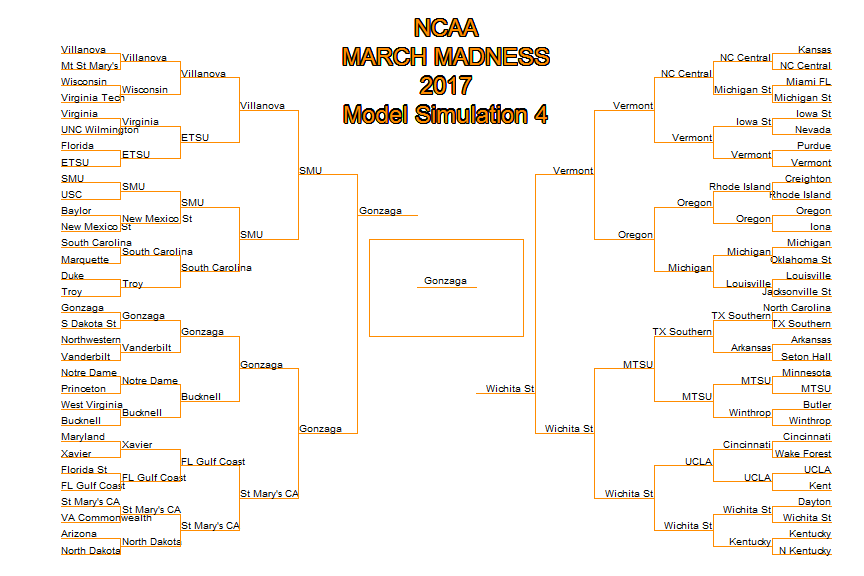 NCAA
MARCH MADNESS
2017
Model Simulation 4
Villanova
Mt St Mary's
Wisconsin
Virginia Tech
Virginia
UNC Wilmington
Florida
ETSU
SMU
USC
Baylor
New Mexico St
South Carolina
Marquette
Duke
Troy
Gonzaga
S Dakota St
Northwestern
Vanderbilt
Notre Dame
Princeton
West Virginia
Bucknell
Maryland
Xavier
Florida St
FL Gulf Coast
St Mary's CA
VA Commonwealth
Arizona
North Dakota
Villanova
Wisconsin
Virginia
ETSU
SMU
New Mexico St
South Carolina
Troy
Gonzaga
Vanderbilt
Notre Dame
Bucknell
Xavier
FL Gulf Coast
St Mary's CA
North Dakota
Villanova
ETSU
SMU
South Carolina
Gonzaga
Bucknell
FL Gulf Coast
St Mary's CA
Villanova
SMU
Gonzaga
St Mary's CA
SMU
Gonzaga
Gonzaga
Gonzaga
Wichita St
Vermont
Wichita St
Vermont
Oregon
MTSU
Wichita St
NC Central
Vermont
Oregon
Michigan
TX Southern
MTSU
UCLA
Wichita St
NC Central
Michigan St
Iowa St
Vermont
Rhode Island
Oregon
Michigan
Louisville
TX Southern
Arkansas
MTSU
Winthrop
Cincinnati
UCLA
Wichita St
Kentucky
Kansas
NC Central
Miami FL
Michigan St
Iowa St
Nevada
Purdue
Vermont
Creighton
Rhode Island
Oregon
Iona
Michigan
Oklahoma St
Louisville
Jacksonville St
North Carolina
TX Southern
Arkansas
Seton Hall
Minnesota
MTSU
Butler
Winthrop
Cincinnati
Wake Forest
UCLA
Kent
Dayton
Wichita St
Kentucky
N Kentucky